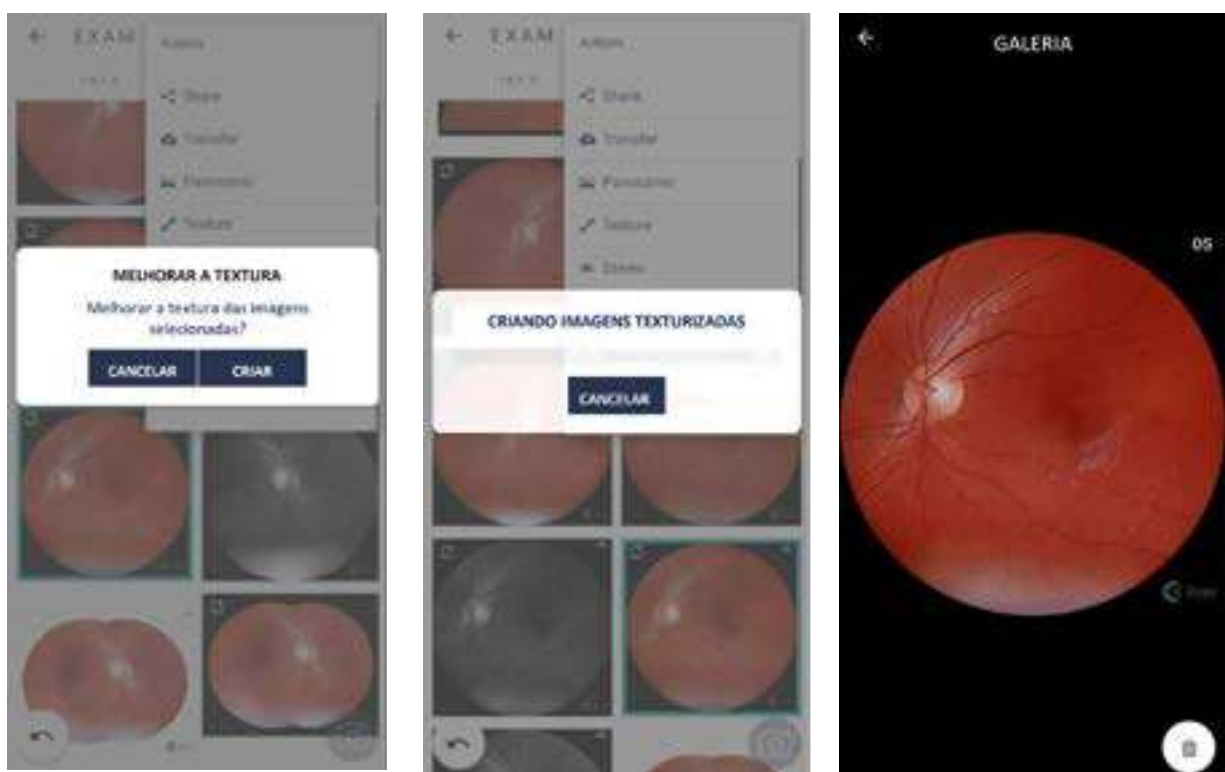 EXAM
Share
Transfer
Panoramic
Texture
MELHORAR A TEXTURA
Melhorar a textura das imagens
selecionadas?
CANCELAR
CRIAR
EXAM
Share
Transfer
Panoramic
Texture
CRIANDO IMAGENS TEXTURIZADAS
CANCELAR
GALERIA
OS